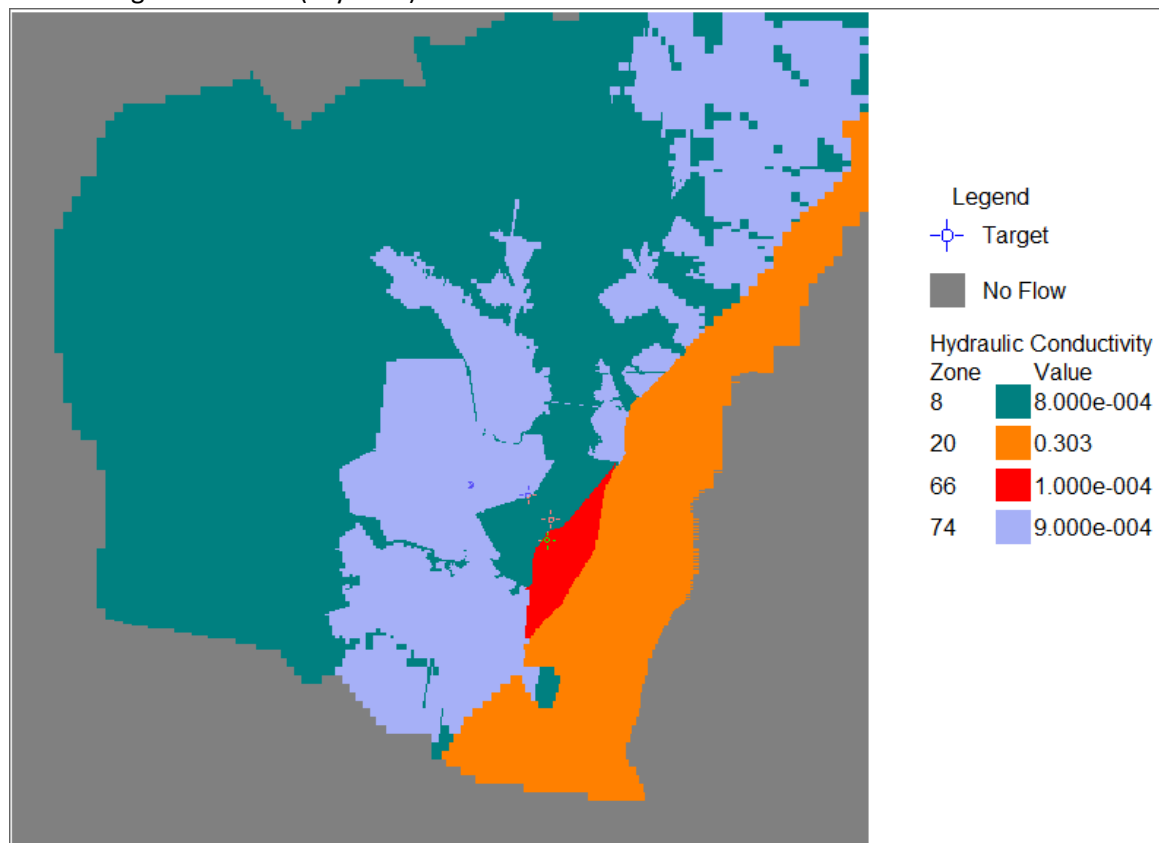 Legend
Target
No Flow
Hydraulic Conductivity
Zone Value
8 8.000e-004
20 0.303
66 1.000e-004
74 9.000e-004